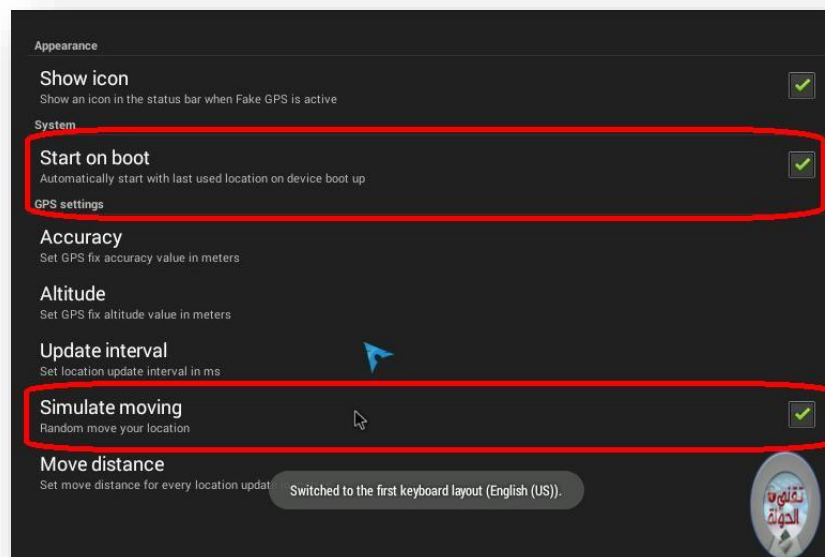 Appearance
Show icon
Show an icon in the status bar when Fake GPS is active
System
Start on boot
Automatically start with last used location on device boot up
GPS settings
Accuracy
Set GPS fix accuracy value in meters
Altitude
Set GPS fix altitude value in meters
Update interval
Set location update interval in ms
Simulate moving
Random move your location
Move distance
Set move distance for every location update
Switched to the first keyboard layout (English (US)).
تقني
الدولة